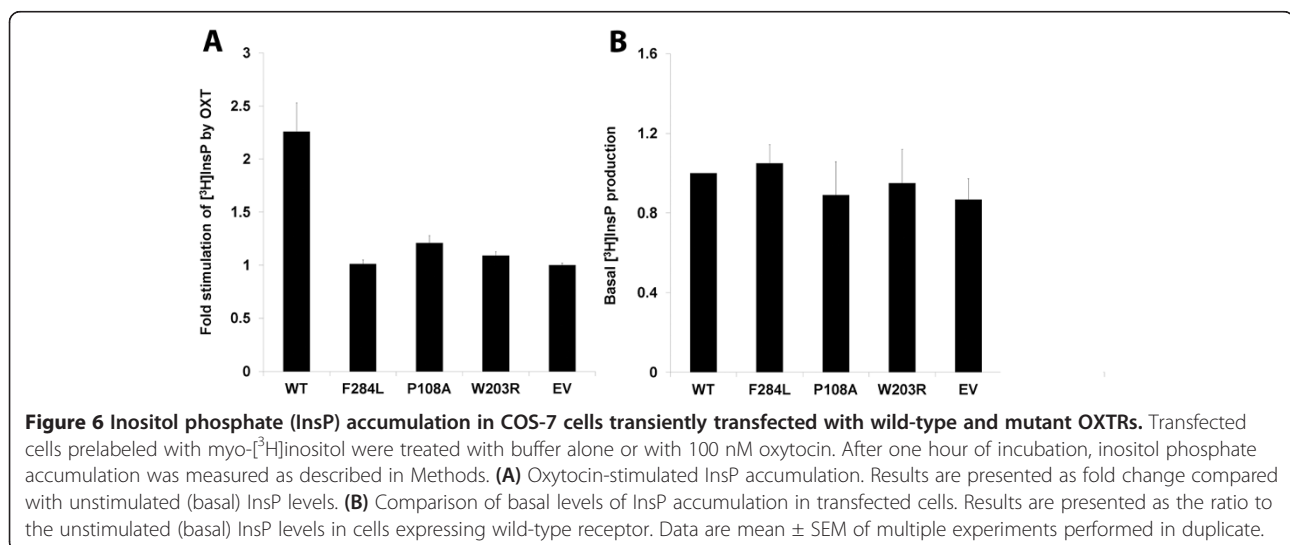 A
B
Fold stimulation of [³H]InsP by OXT
3
2.5
2
1.5
1
0.5
0
WT F284L P108A W203R EV
Basal [³H]InsP production
1.6
1.2
0.8
0.4
0
WT F284L P108A W203R EV
Figure 6 Inositol phosphate (InsP) accumulation in COS-7 cells transiently transfected with wild-type and mutant OXTRs. Transfected
cells prelabeled with myo-[³H]inositol were treated with buffer alone or with 100 nM oxytocin. After one hour of incubation, inositol phosphate
accumulation was measured as described in Methods. (A) Oxytocin-stimulated InsP accumulation. Results are presented as fold change compared
with unstimulated (basal) InsP levels. (B) Comparison of basal levels of InsP accumulation in transfected cells. Results are presented as the ratio to
the unstimulated (basal) InsP levels in cells expressing wild-type receptor. Data are mean ± SEM of multiple experiments performed in duplicate.